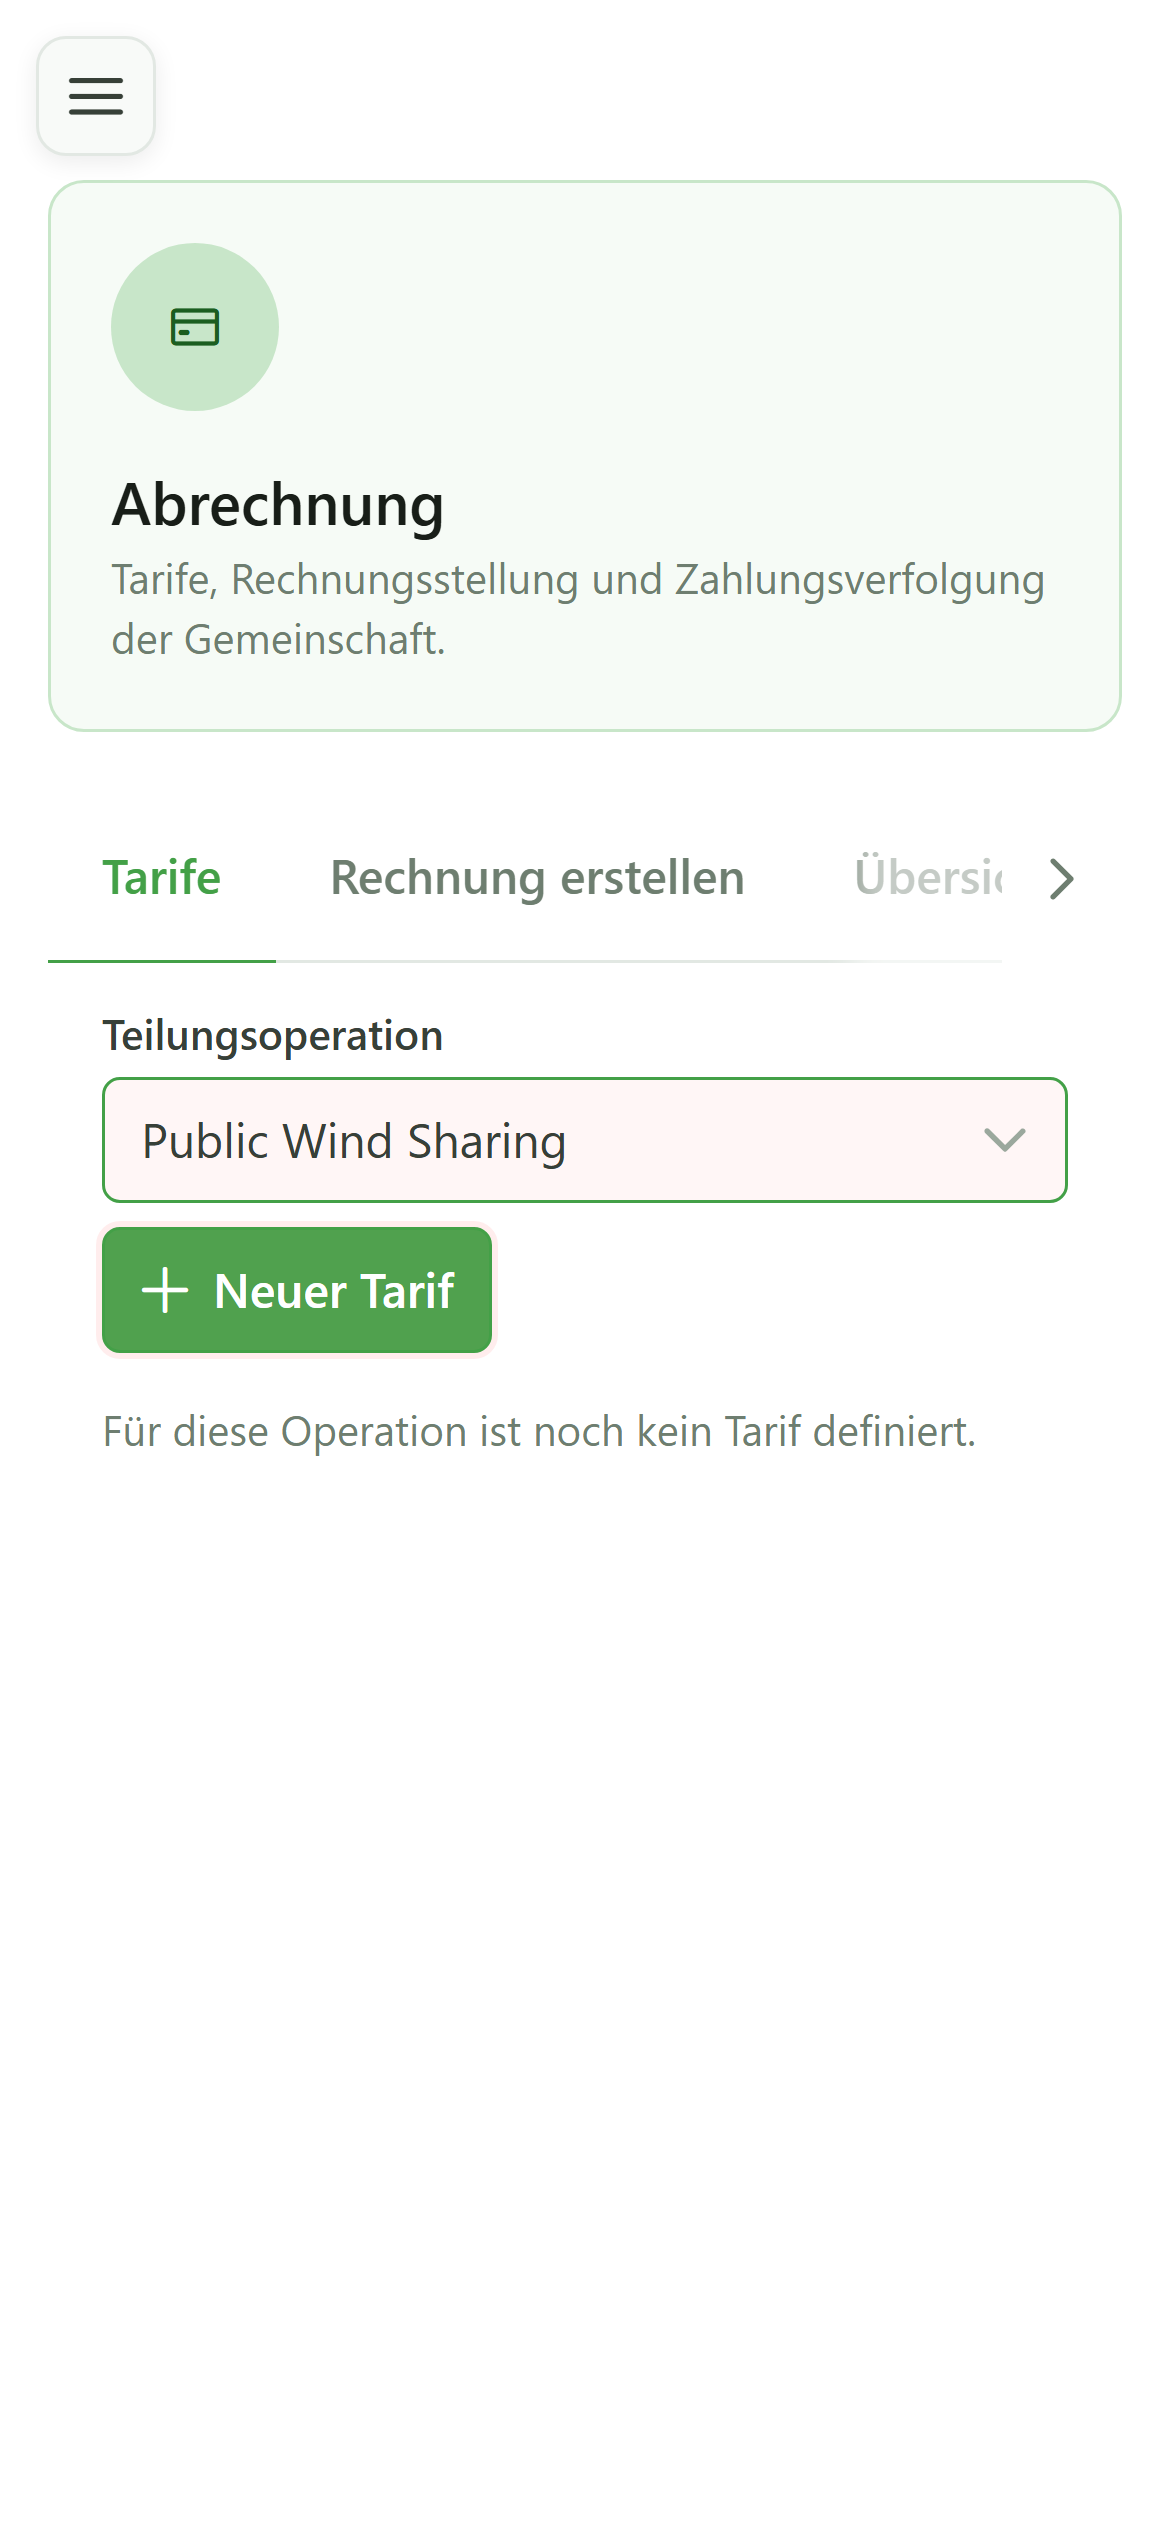 Abrechnung
Tarife, Rechnungsstellung und Zahlungsverfolgung
der Gemeinschaft.
Tarife Rechnung erstellen
Teilungsoperation
Public Wind Sharing
Neuer Tarif
Für diese Operation ist noch kein Tarif definiert.